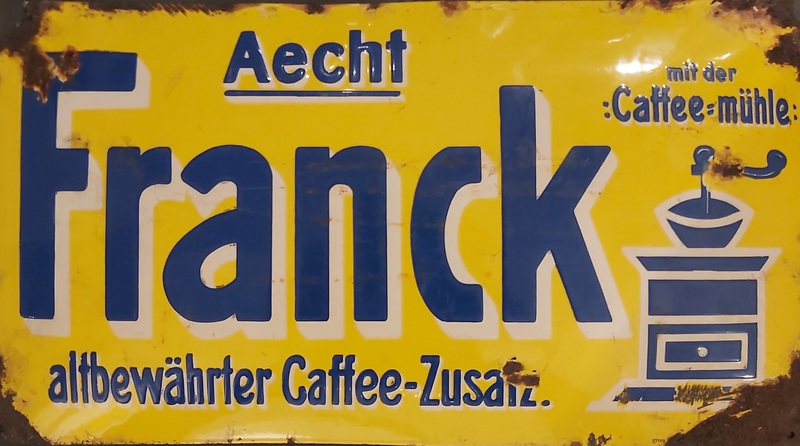 Aecht
Franck
mit der
:Caffee=mühle:
altbewährter Caffee-Zusatz.